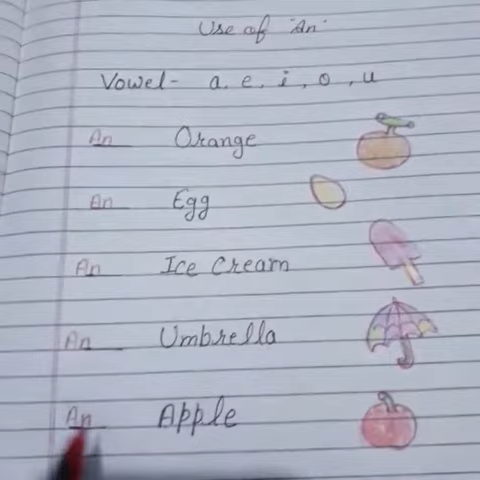 Use of "An"
Vowel- a, e, i, o, u
An Orange
An Egg
An Ice Cream
An Umbrella
An Apple